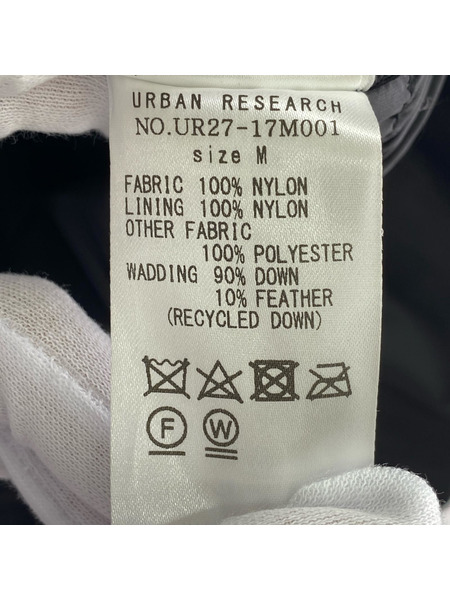 URBAN RESEARCH
NO.UR27-17M001
size M
FABRIC 100% NYLON
LINING 100% NYLON
OTHER FABRIC
100% POLYESTER
WADDING 90% DOWN
10% FEATHER
(RECYCLED DOWN)
F W